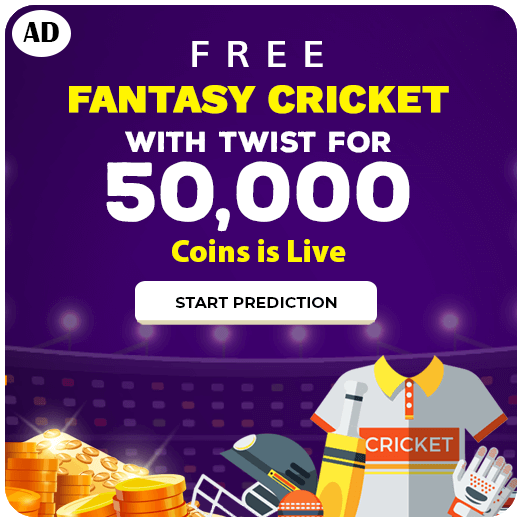 AD
FREE
FANTASY CRICKET
WITH TWIST FOR
50,000
Coins is Live
START PREDICTION
CRICKET